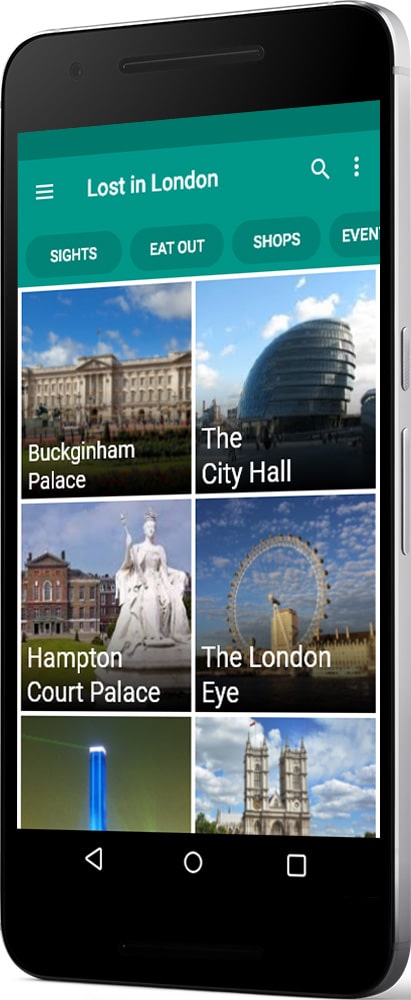 Lost in London
SIGHTS
EAT OUT
SHOPS
EVEN
Buckginham
Palace
The
City Hall
Hampton
Court Palace
The London
Eye